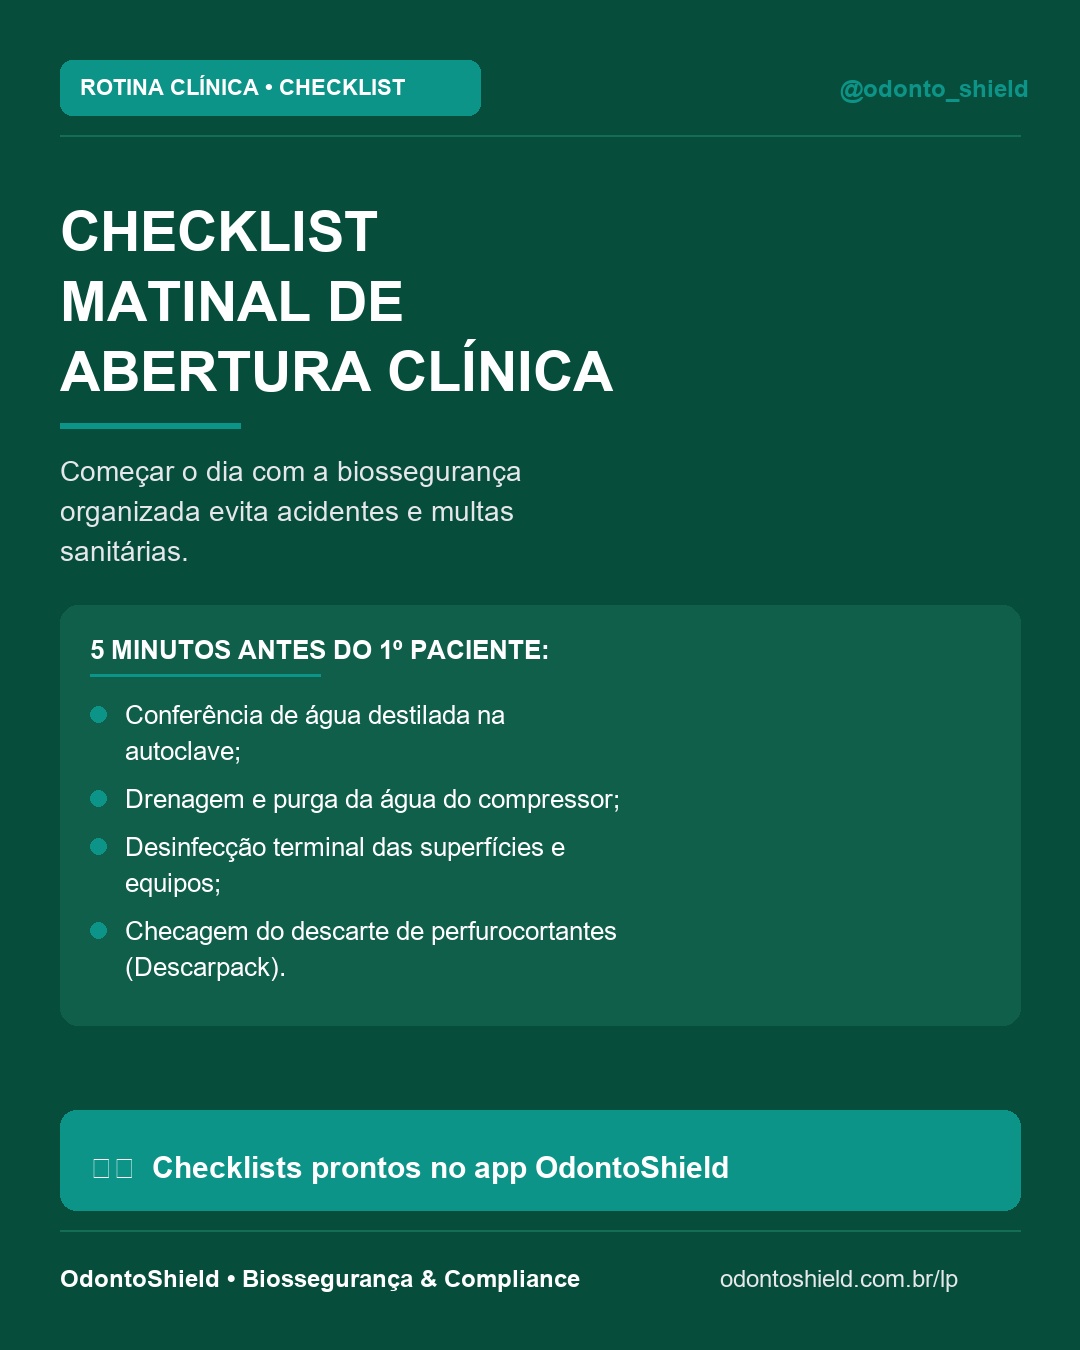 ROTINA CLÍNICA • CHECKLIST
@odonto_shield
CHECKLIST
MATINAL DE
ABERTURA CLÍNICA
Começar o dia com a biossegurança
organizada evita acidentes e multas
sanitárias.
5 MINUTOS ANTES DO 1º PACIENTE:
Conferência de água destilada na
autoclave;
Drenagem e purga da água do compressor;
Desinfecção terminal das superfícies e
equipos;
Checagem do descarte de perfurocortantes
(Descarpack).
Checklists prontos no app OdontoShield
OdontoShield • Biossegurança & Compliance
odontoshield.com.br/lp